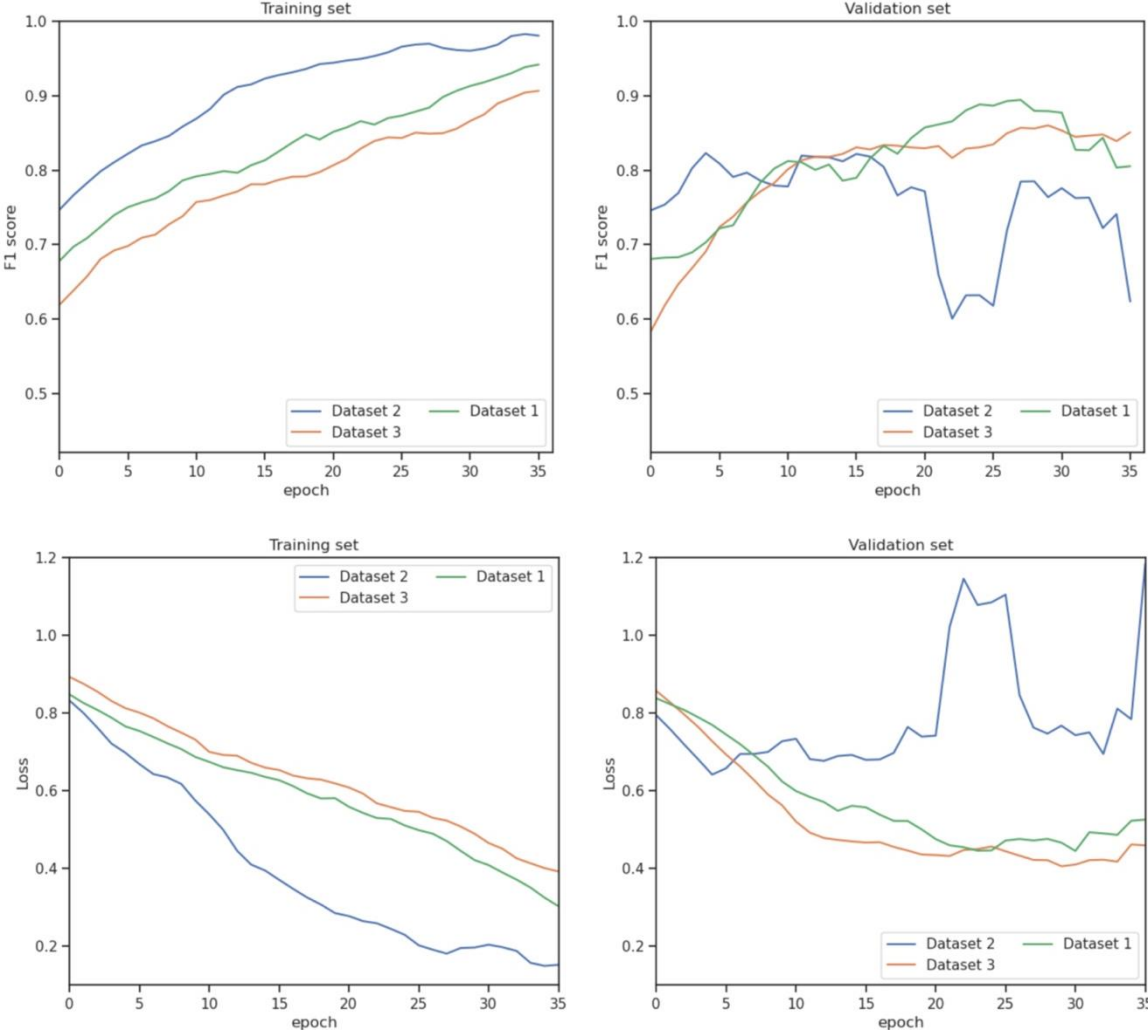 Training set
F1 score
1.0
0.9
0.8
0.7
0.6
0.5
Dataset 2 Dataset 1
Dataset 3
0 5 10 15 20 25 30 35
epoch
Validation set
F1 score
1.0
0.9
0.8
0.7
0.6
0.5
Dataset 2 Dataset 1
Dataset 3
0 5 10 15 20 25 30 35
epoch
Training set
Loss
1.2
1.0
0.8
0.6
0.4
0.2
Dataset 2 Dataset 1
Dataset 3
0 5 10 15 20 25 30 35
epoch
Validation set
Loss
1.2
1.0
0.8
0.6
0.4
0.2
Dataset 2 Dataset 1
Dataset 3
0 5 10 15 20 25 30 35
epoch